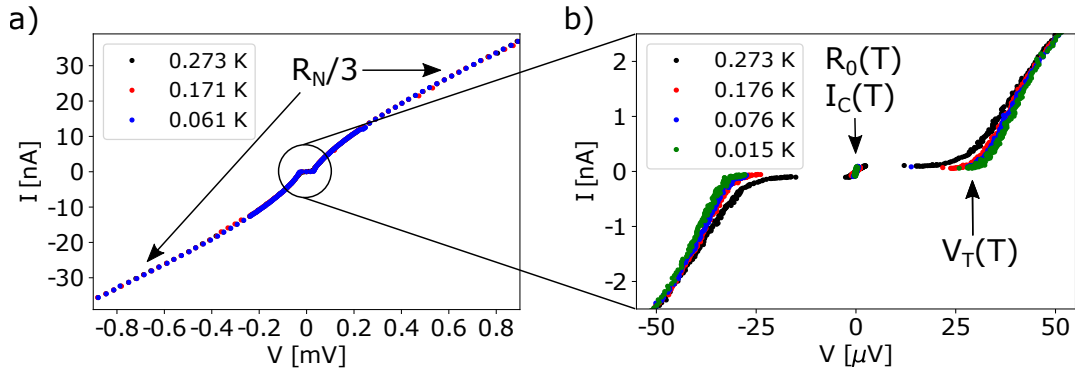 a)
I [nA]
30
20
10
0
-10
-20
-30
0.273 K
0.171 K
0.061 K
R_N/3
-0.8 -0.6 -0.4 -0.2 0 0.2 0.4 0.6 0.8
V [mV]
b)
I [nA]
2
1
0
-1
-2
0.273 K
0.176 K
0.076 K
0.015 K
R_0(T)
I_C(T)
V_T(T)
-50 -25 0 25 50
V [μV]